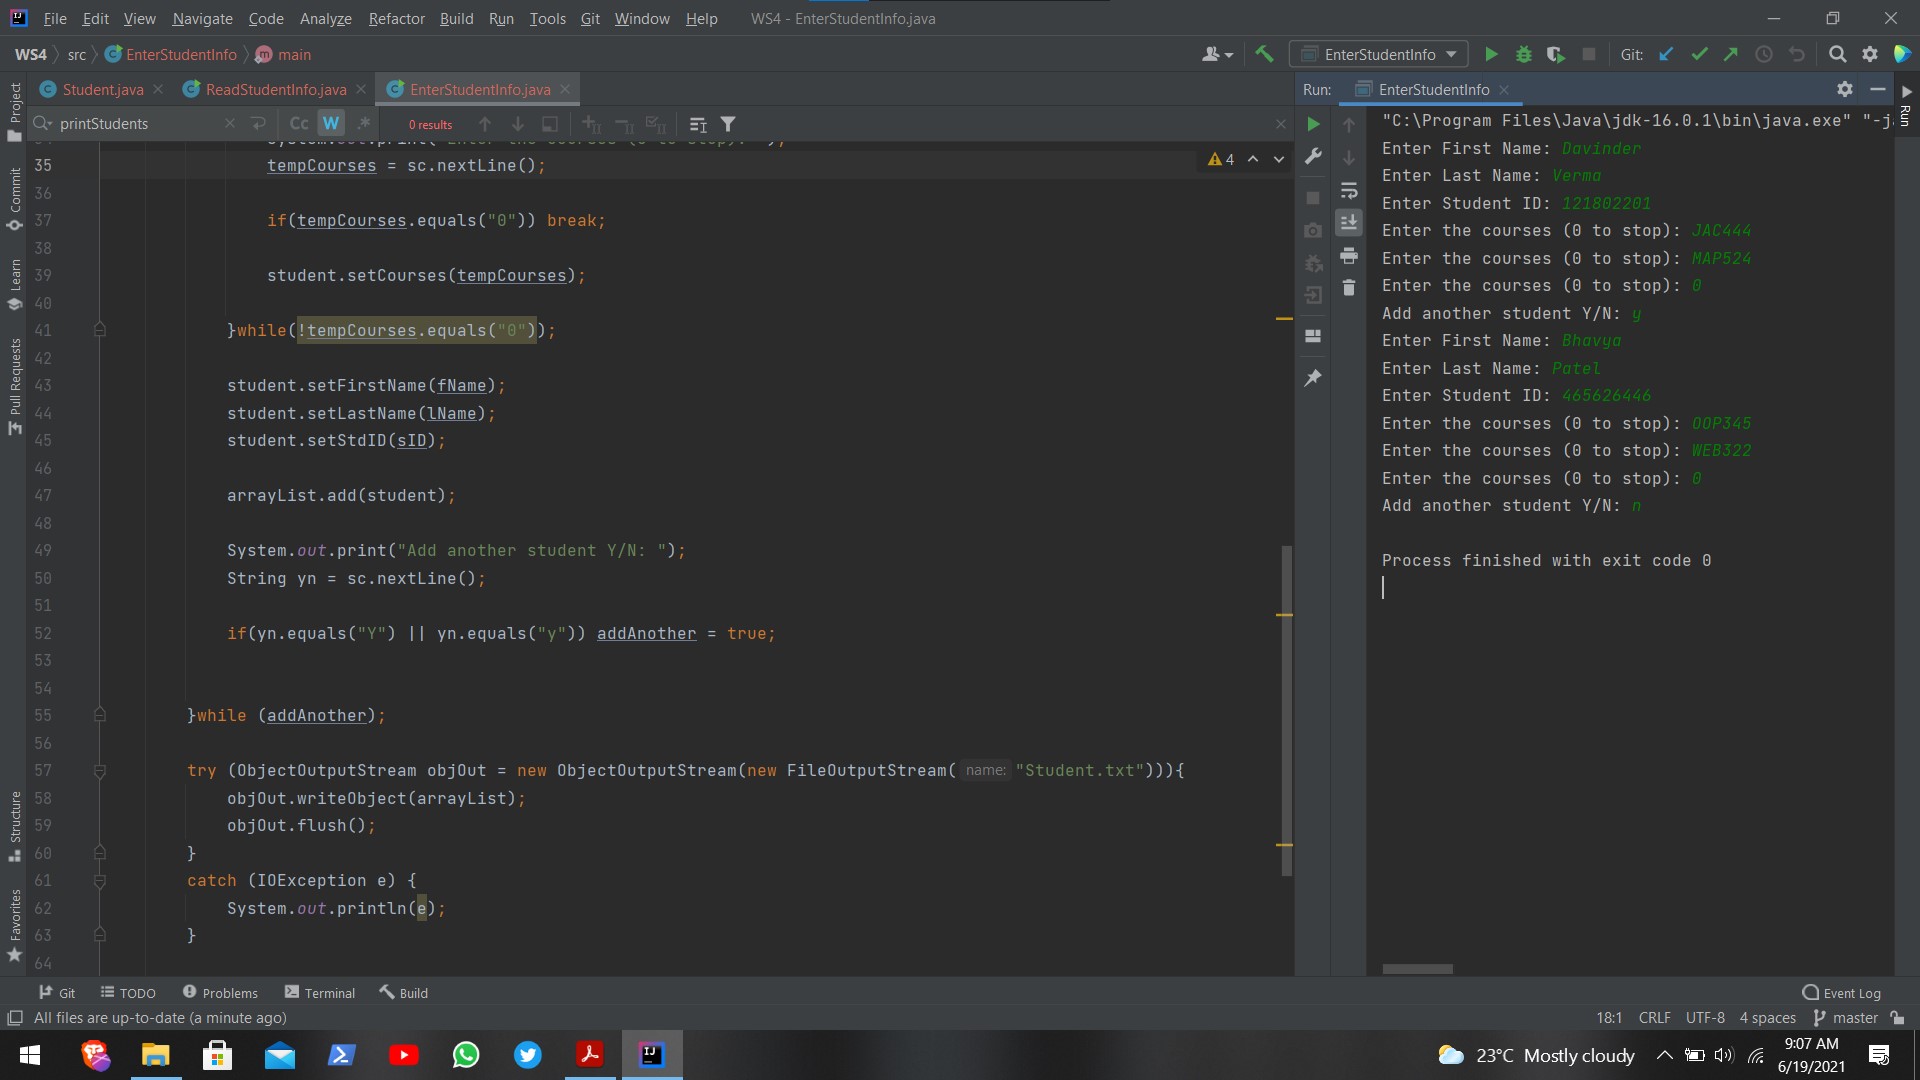 File Edit View Navigate Code Analyze Refactor Build Run Tools Git Window Help WS4 - EnterStudentInfo.java
WS4 src EnterStudentInfo main EnterStudentInfo Git:
Student.java ReadStudentInfo.java EnterStudentInfo.java
printStudents Cc W .* 0 results
4
35 tempCourses = sc.nextLine();
36
37 if(tempCourses.equals("0")) break;
38
39 student.setCourses(tempCourses);
40
41 }while(!tempCourses.equals("0"));
42
43 student.setFirstName(fName);
44 student.setLastName(lName);
45 student.setStdID(sID);
46
47 arrayList.add(student);
48
49 System.out.print("Add another student Y/N: ");
50 String yn = sc.nextLine();
51
52 if(yn.equals("Y") || yn.equals("y")) addAnother = true;
53
54
55 }while (addAnother);
56
57 try (ObjectOutputStream objOut = new ObjectOutputStream(new FileOutputStream( name: "Student.txt"))){
58 objOut.writeObject(arrayList);
59 objOut.flush();
60 }
61 catch (IOException e) {
62 System.out.println(e);
63 }
64
Project
Commit
Learn
Pull Requests
Structure
Favorites
Run: EnterStudentInfo
"C:\Program Files\Java\jdk-16.0.1\bin\java.exe" "-ja
Enter First Name: Davinder
Enter Last Name: Verma
Enter Student ID: 121802201
Enter the courses (0 to stop): JAC444
Enter the courses (0 to stop): MAP524
Enter the courses (0 to stop): 0
Add another student Y/N: y
Enter First Name: Bhavya
Enter Last Name: Patel
Enter Student ID: 465626446
Enter the courses (0 to stop): OOP345
Enter the courses (0 to stop): WEB322
Enter the courses (0 to stop): 0
Add another student Y/N: n
Process finished with exit code 0
Run
Git TODO Problems Terminal Build Event Log
All files are up-to-date (a minute ago) 18:1 CRLF UTF-8 4 spaces master
23°C Mostly cloudy 9:07 AM
6/19/2021